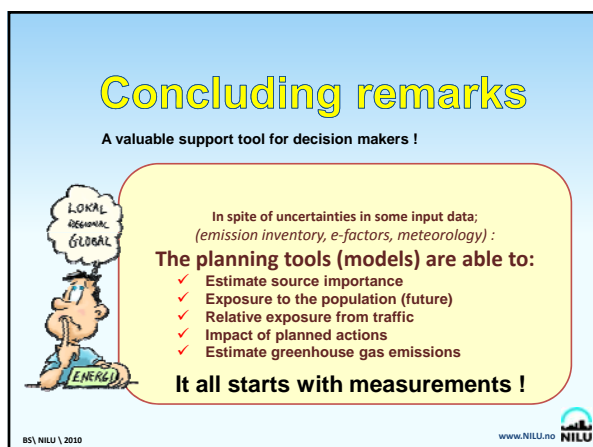 Concluding remarks
A valuable support tool for decision makers !
LOKAL
REGIONAL
GLOBAL
ENERGI
In spite of uncertainties in some input data;
(emission inventory, e-factors, meteorology) :
The planning tools (models) are able to:
✓ Estimate source importance
✓ Exposure to the population (future)
✓ Relative exposure from traffic
✓ Impact of planned actions
✓ Estimate greenhouse gas emissions
It all starts with measurements !
BS\ NILU \ 2010
www.NILU.no
NILU